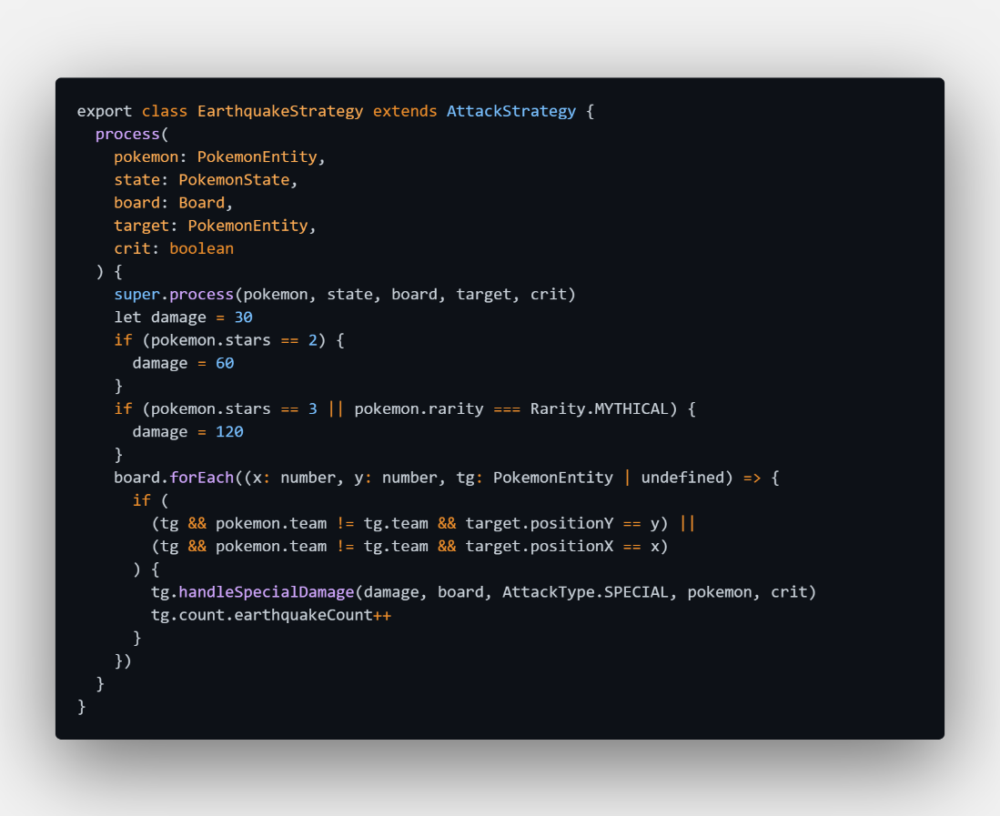 export class EarthquakeStrategy extends AttackStrategy {
  process(
    pokemon: PokemonEntity,
    state: PokemonState,
    board: Board,
    target: PokemonEntity,
    crit: boolean
  ) {
    super.process(pokemon, state, board, target, crit)
    let damage = 30
    if (pokemon.stars == 2) {
      damage = 60
    }
    if (pokemon.stars == 3 || pokemon.rarity === Rarity.MYTHICAL) {
      damage = 120
    }
    board.forEach((x: number, y: number, tg: PokemonEntity | undefined) => {
      if (
        (tg && pokemon.team != tg.team && target.positionY == y) ||
        (tg && pokemon.team != tg.team && target.positionX == x)
      ) {
        tg.handleSpecialDamage(damage, board, AttackType.SPECIAL, pokemon, crit)
        tg.count.earthquakeCount++
      }
    })
  }
}